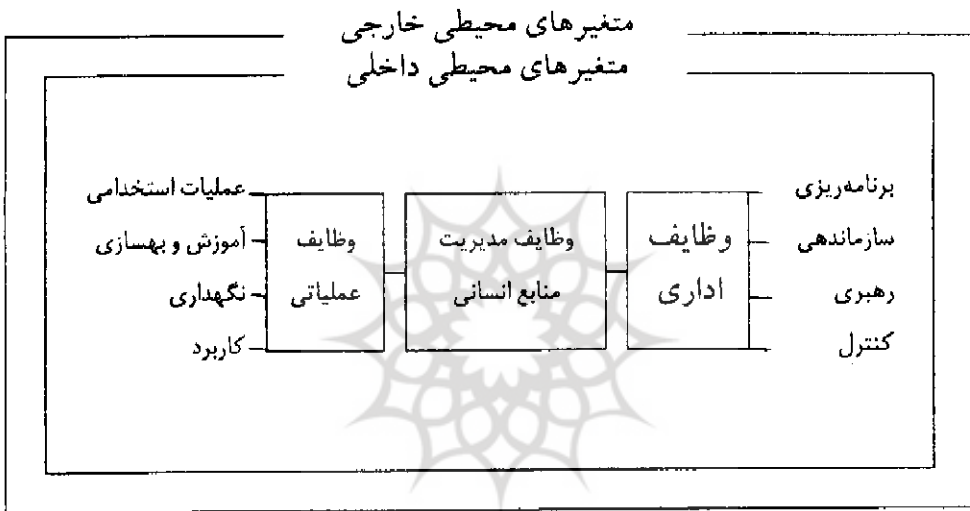 متغیرهای محیطی خارجی
متغیرهای محیطی داخلی
برنامه‌ریزی
سازماندهی
رهبری
کنترل
وظایف
اداری
وظایف مدیریت
منابع انسانی
وظایف
عملیاتی
عملیات استخدامی
آموزش و بهسازی
نگهداری
کاربرد